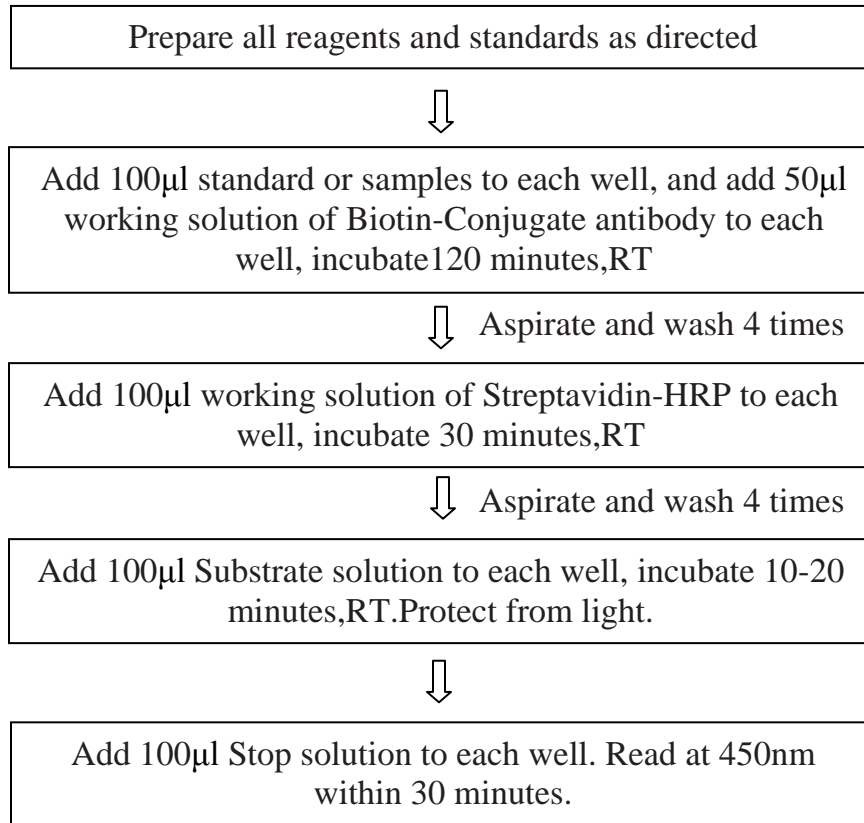 Prepare all reagents and standards as directed
Add 100μl standard or samples to each well, and add 50μl
working solution of Biotin-Conjugate antibody to each
well, incubate120 minutes,RT
Aspirate and wash 4 times
Add 100μl working solution of Streptavidin-HRP to each
well, incubate 30 minutes,RT
Aspirate and wash 4 times
Add 100μl Substrate solution to each well, incubate 10-20
minutes,RT.Protect from light.
Add 100μl Stop solution to each well. Read at 450nm
within 30 minutes.